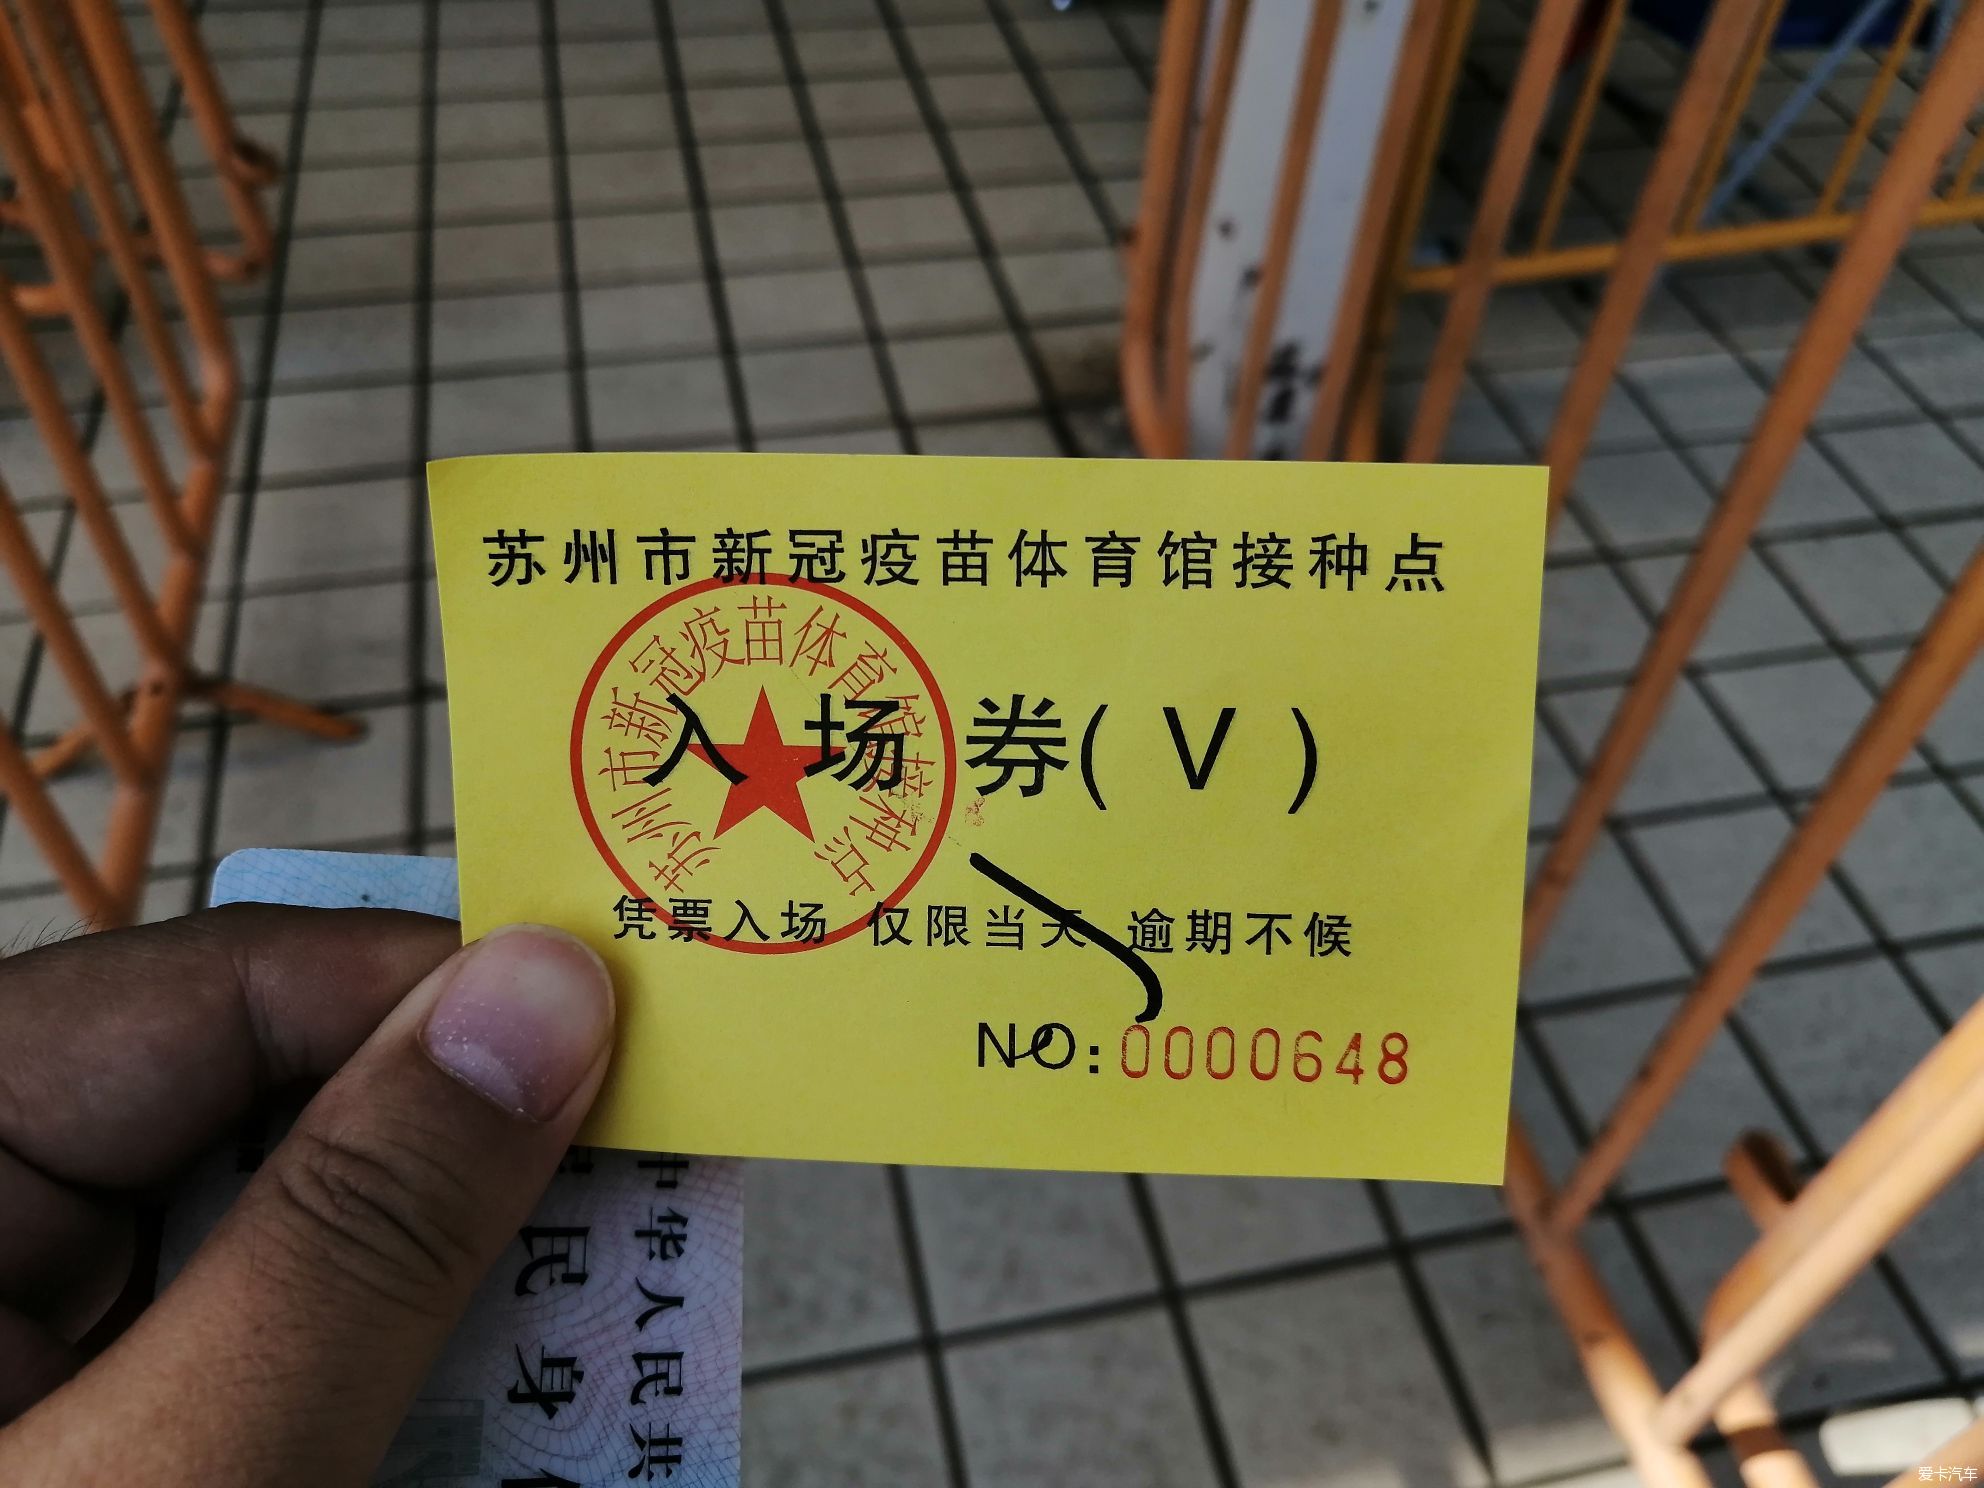 苏州市新冠疫苗体育馆接种点
苏州市新冠疫苗体育馆接种点
入场券(V)
凭票入场 仅限当天 逾期不候
NO:0000648
中华人民共
民身
爱卡汽车